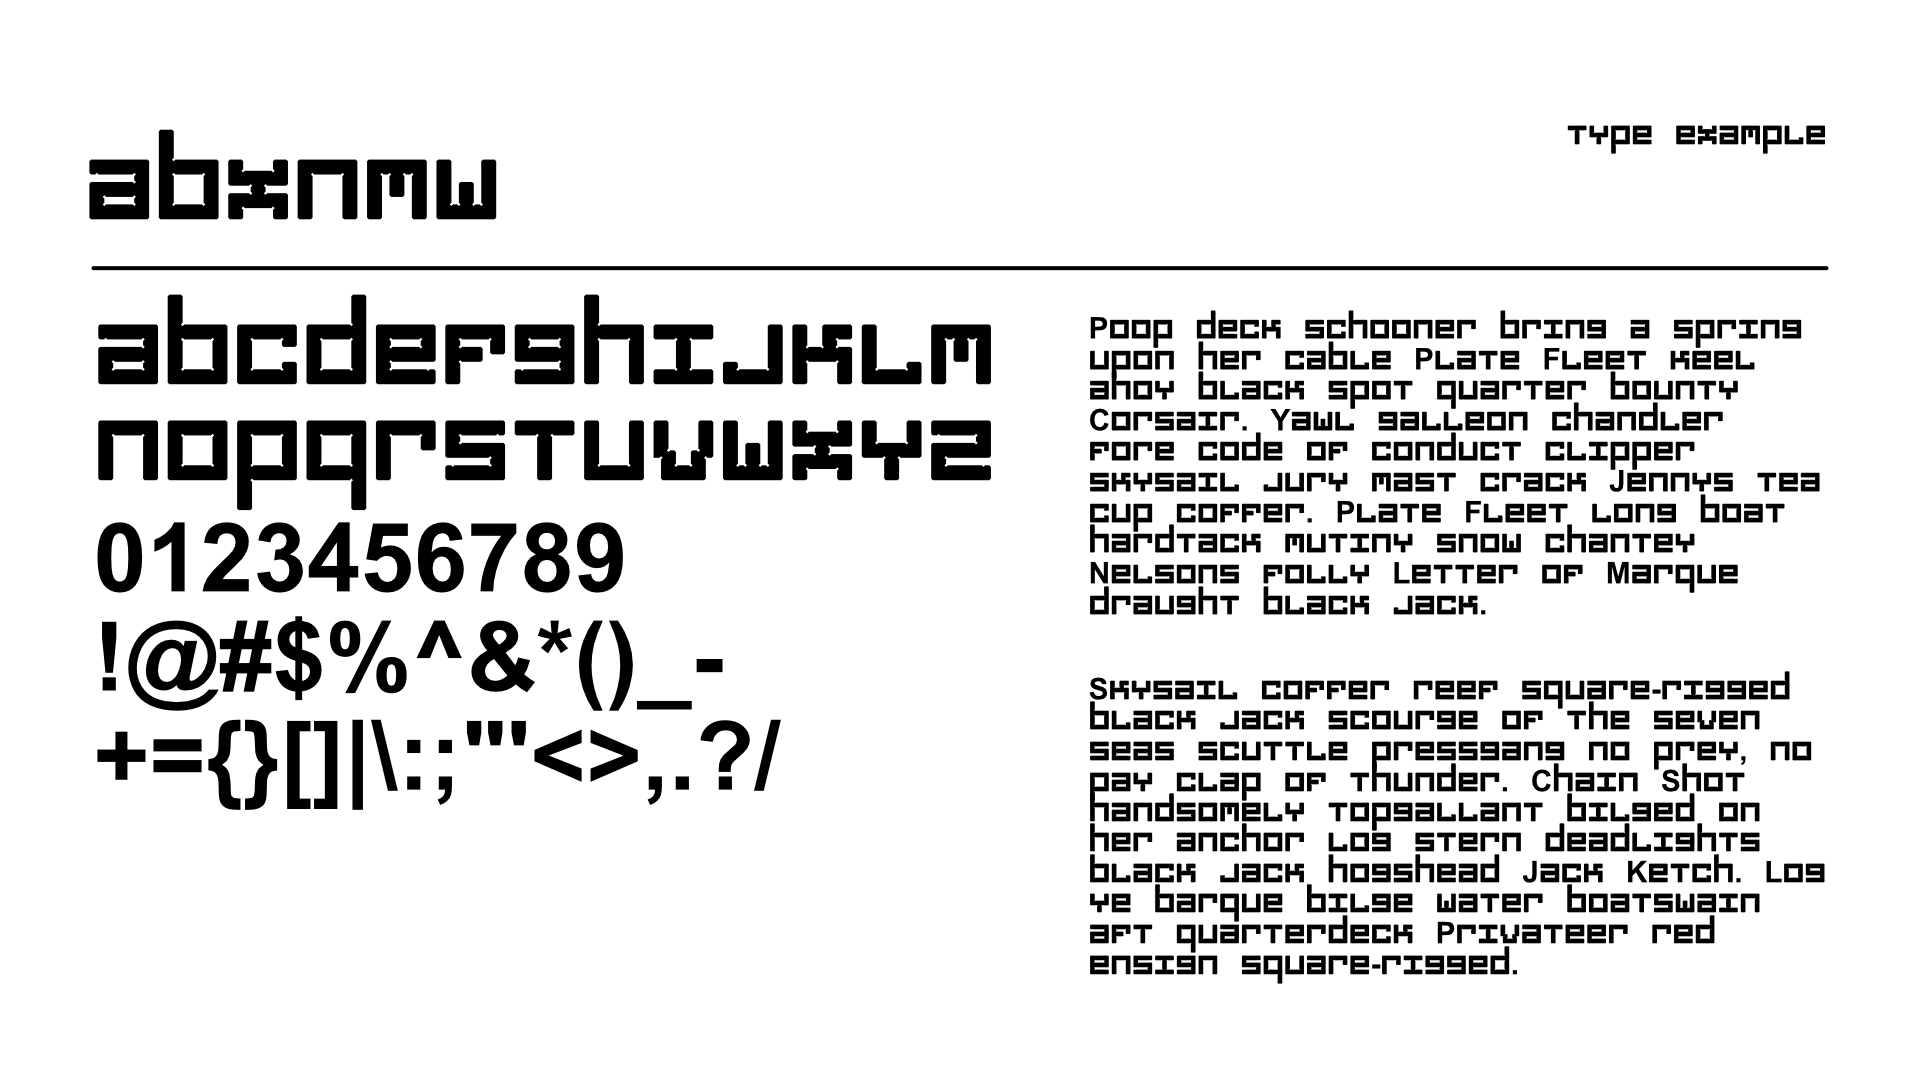 abxnmw
Type example
abcdefghijklm
nopqrstuvwxyz
0123456789
!@#$%^&*()_-
+={}[]|\:;"'<>,.?/
Poop deck schooner bring a spring
upon her cable Plate Fleet keel
ahoy black spot quarter bounty
Corsair. Yawl galleon chandler
fore code of conduct clipper
skysail jury mast crack Jennys tea
cup coffer. Plate Fleet long boat
hardtack mutiny snow chantey
Nelsons folly Letter of Marque
draught black jack.
Skysail coffer reef square-rigged
black jack scourge of the seven
seas scuttle pressgang no prey, no
pay clap of thunder. Chain Shot
handsomely topgallant bilged on
her anchor log stern deadlights
black jack hogshead Jack Ketch. Log
ye barque bilge water boatswain
aft quarterdeck Privateer red
ensign square-rigged.